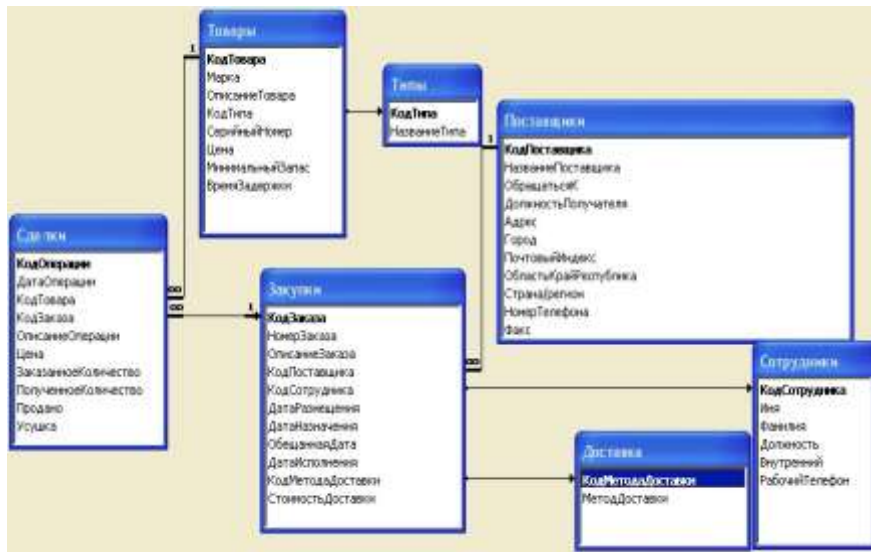 Товары
КодТовара
Марка
ОписаниеТовара
КодТипа
СерийныйНомер
Цена
МинимальныйЗапас
ВремяЗадержки
Типы
КодТипа
НазваниеТипа
Поставщики
КодПоставщика
НазваниеПоставщика
ОбращатьсяК
ДолжностьПолучателя
Адрес
Город
ПочтовыйИндекс
ОбластьКрайРеспублика
Страна/регион
НомерТелефона
Факс
Сделки
КодОперации
ДатаОперации
КодТовара
КодЗаказа
ОписаниеОперации
Цена
ЗаказанноеКоличество
ПолученноеКоличество
Продано
Усушка
Закупки
КодЗаказа
НомерЗаказа
ОписаниеЗаказа
КодПоставщика
КодСотрудника
ДатаРазмещения
ДатаНазначения
ОбещаннаяДата
ДатаИсполнения
КодМетодаДоставки
СтоимостьДоставки
Сотрудники
КодСотрудника
Имя
Фамилия
Должность
Внутренний
РабочийТелефон
Доставка
КодМетодаДоставки
МетодДоставки
1
∞
∞
1
1
∞